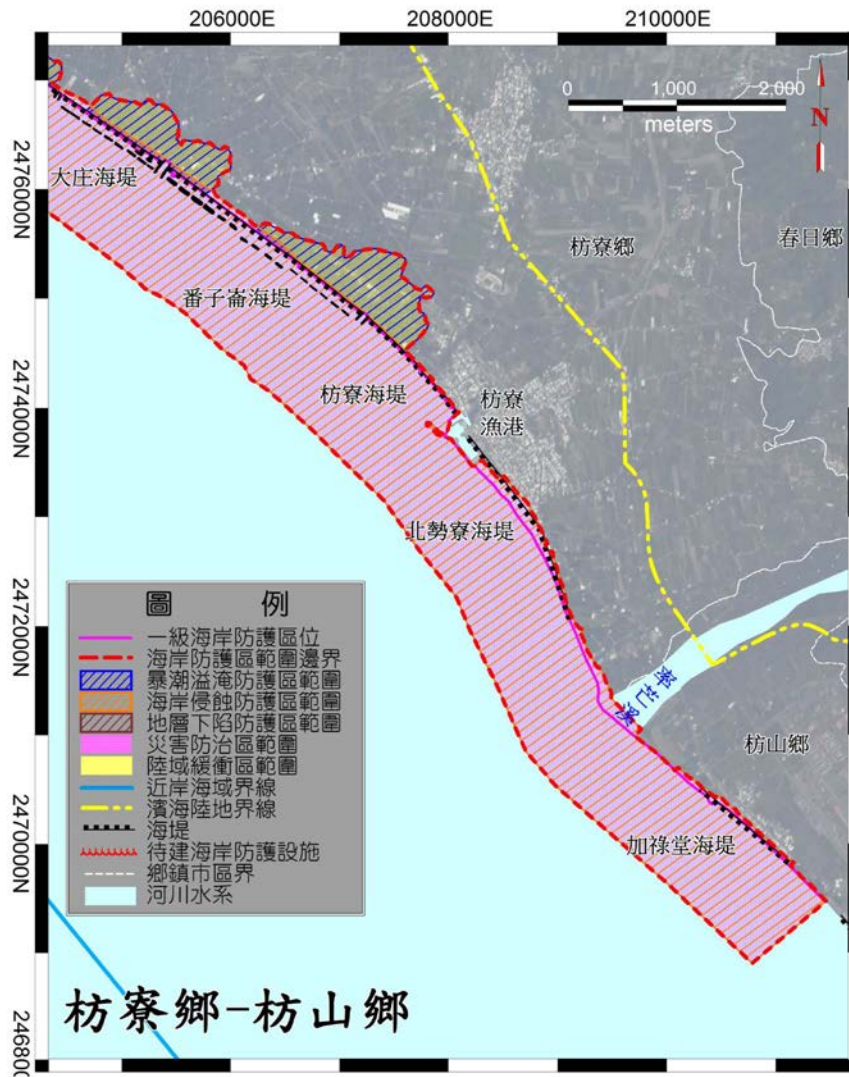 206000E
208000E
210000E
0
1,000
2,000
meters
N
2476000N
2474000N
2472000N
2470000N
246800
大庄海堤
番子崙海堤
枋寮海堤
枋寮
漁港
北勢寮海堤
加祿堂海堤
枋寮鄉
春日鄉
枋山鄉
率芒溪
圖 例
一級海岸防護區位
海岸防護區範圍邊界
暴潮溢淹防護區範圍
海岸侵蝕防護區範圍
地層下陷防護區範圍
災害防治區範圍
陸域緩衝區範圍
近岸海域界線
濱海陸地界線
海堤
待建海岸防護設施
鄉鎮市區界
河川水系
枋寮鄉-枋山鄉